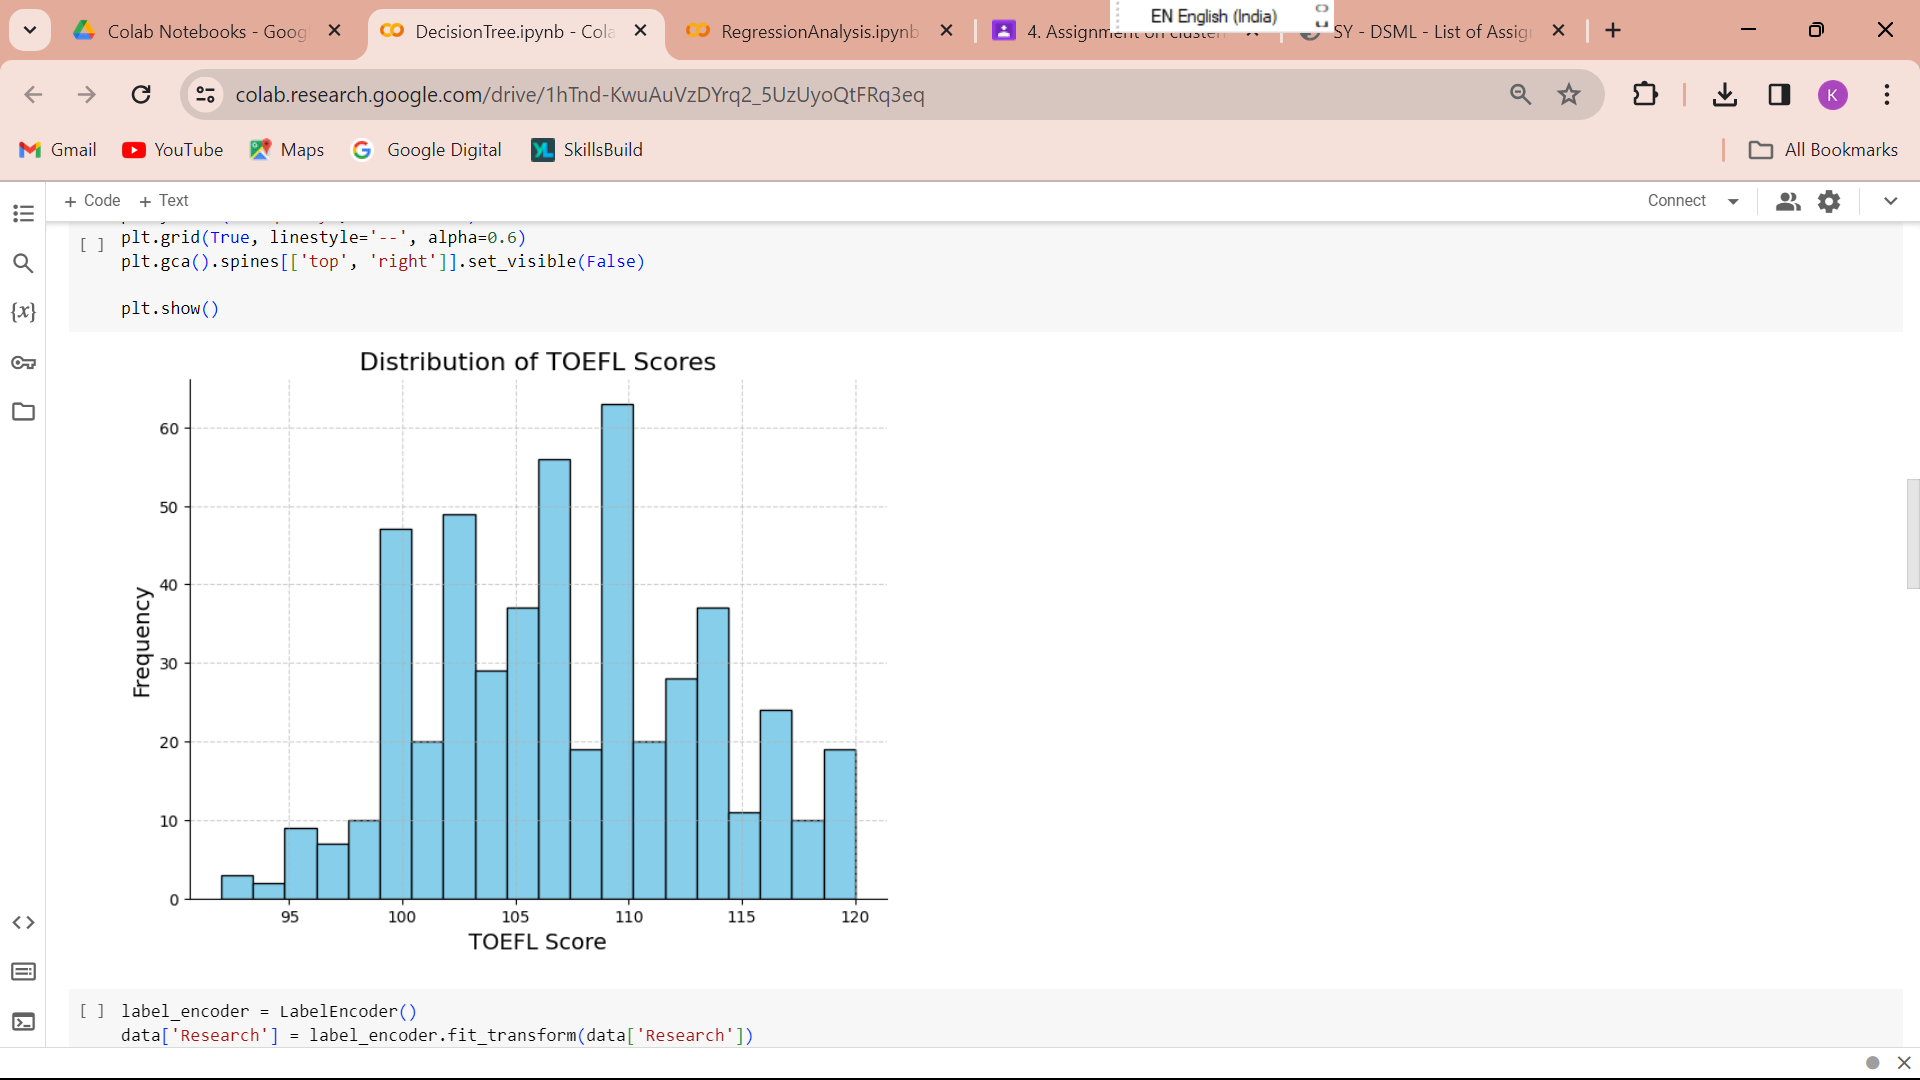 EN English (India)
Colab Notebooks - Goog
DecisionTree.ipynb - Cola
RegressionAnalysis.ipynb
4. Assignment on cluster
SY - DSML - List of Assig
colab.research.google.com/drive/1hTnd-KwuAuVzDYrq2_5UzUyoQtFRq3eq
K
Gmail
YouTube
Maps
Google Digital
SkillsBuild
All Bookmarks
+ Code + Text
Connect
[ ]
plt.grid(True, linestyle='--', alpha=0.6)
plt.gca().spines[['top', 'right']].set_visible(False)
plt.show()
{x}
Distribution of TOEFL Scores
60
50
40
30
20
10
0
Frequency
95 100 105 110 115 120
TOEFL Score
[ ] label_encoder = LabelEncoder()
data['Research'] = label_encoder.fit_transform(data['Research'])